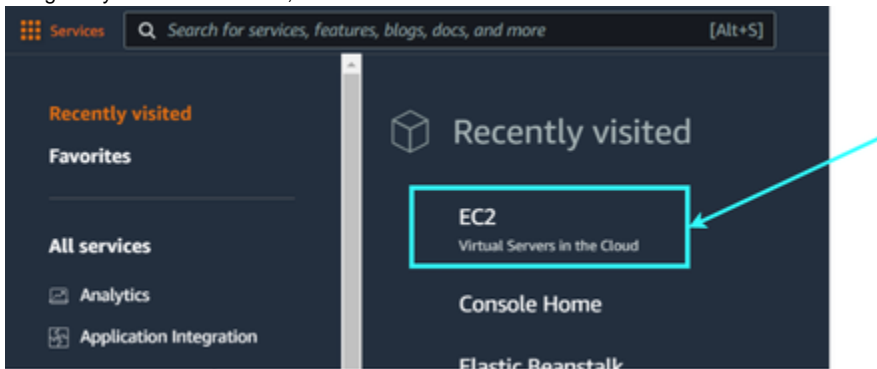 Services Search for services, features, blogs, docs, and more [Alt+S]
Recently visited
Favorites
All services
Analytics
Application Integration
Recently visited
EC2
Virtual Servers in the Cloud
Console Home
Elastic Beanstalk